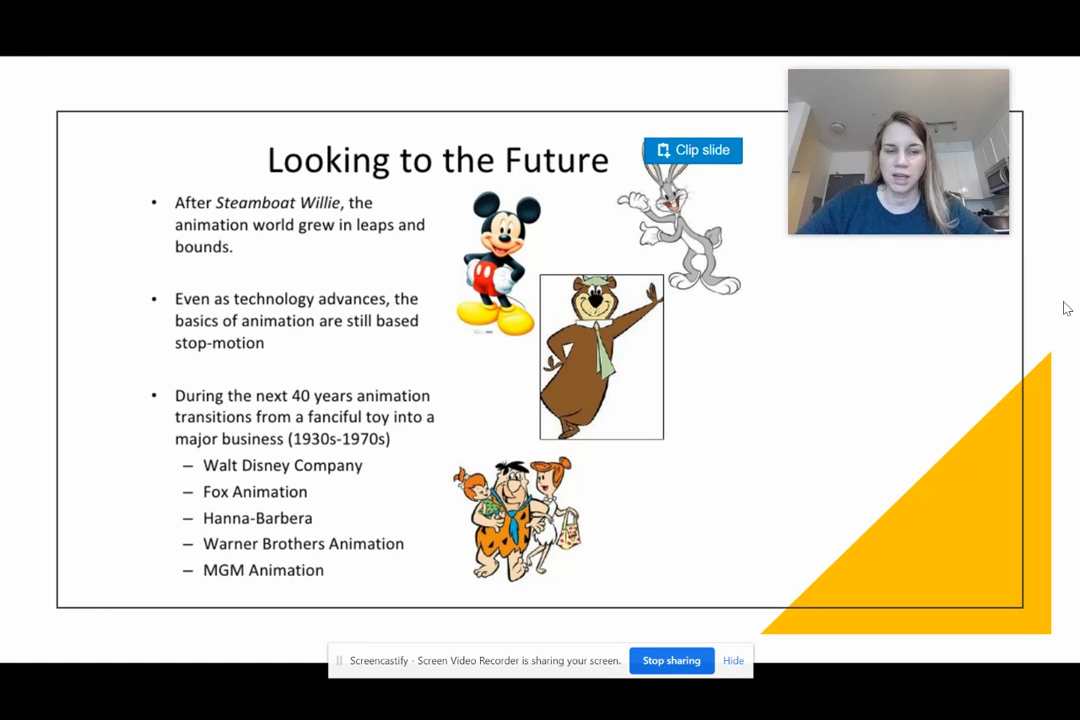 Looking to the Future
Clip slide
• After Steamboat Willie, the
animation world grew in leaps and
bounds.
• Even as technology advances, the
basics of animation are still based
stop-motion
• During the next 40 years animation
transitions from a fanciful toy into a
major business (1930s-1970s)
– Walt Disney Company
– Fox Animation
– Hanna-Barbera
– Warner Brothers Animation
– MGM Animation
Screencastify - Screen Video Recorder is sharing your screen.
Stop sharing
Hide